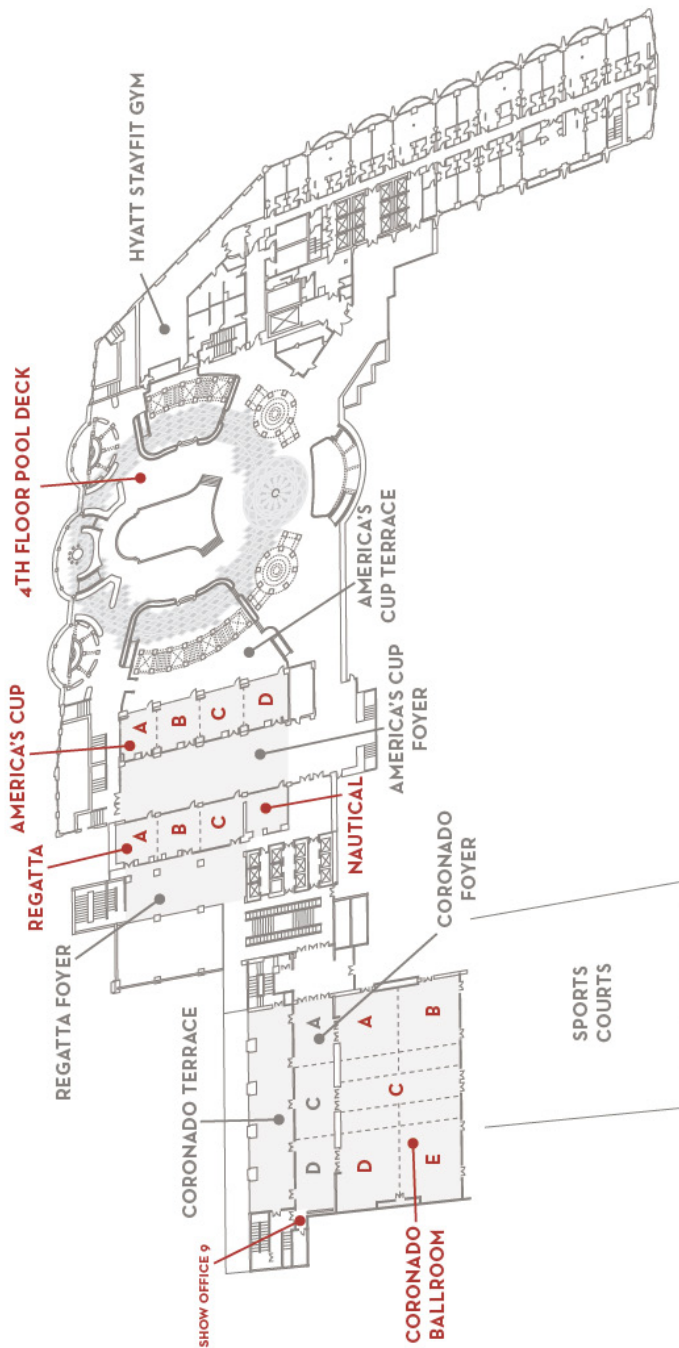 AMERICA'S CUP
4TH FLOOR POOL DECK
REGATTA
REGATTA FOYER
HYATT STAYFIT GYM
CORONADO TERRACE
SHOW OFFICE 9
A
A
B
B
C
C
D
D
C
A
NAUTICAL
AMERICA'S
CUP TERRACE
AMERICA'S CUP
FOYER
D
C
A
E
B
CORONADO
FOYER
CORONADO
BALLROOM
SPORTS
COURTS